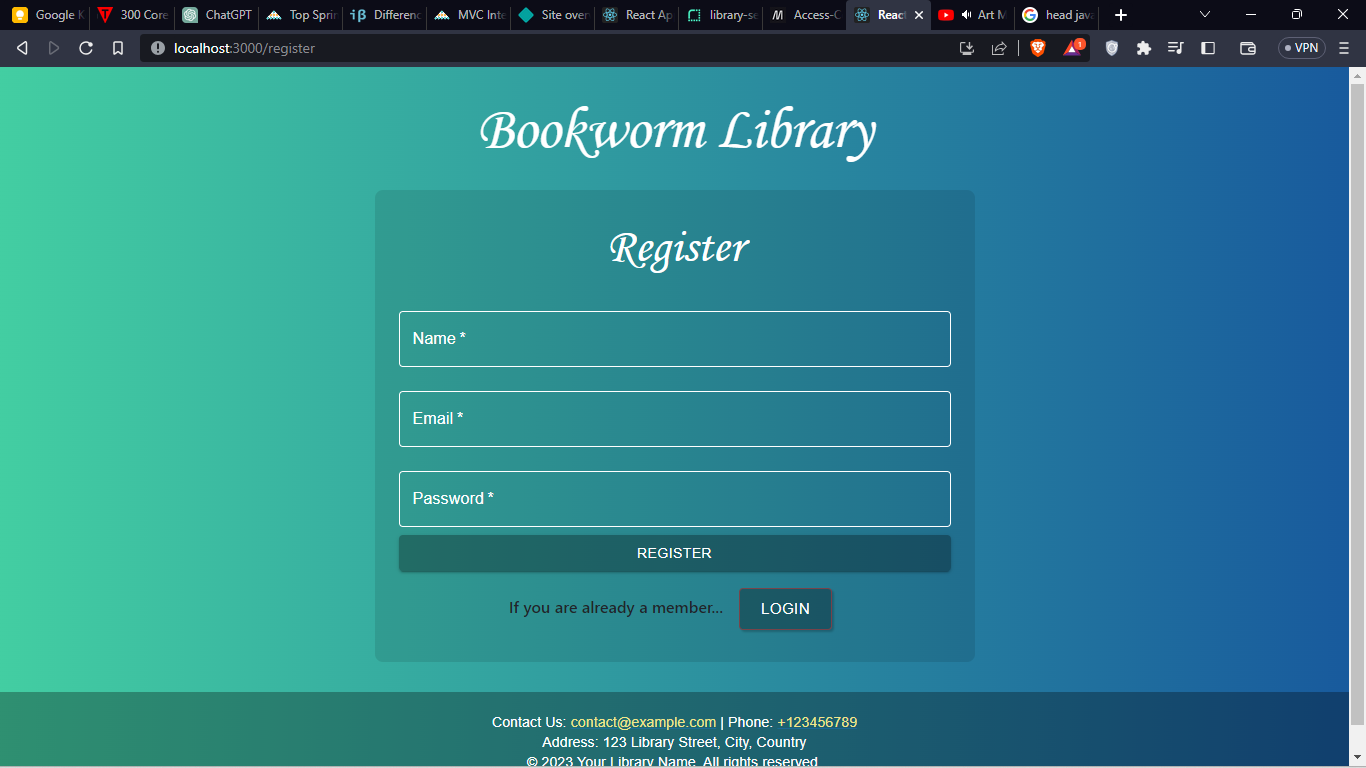 Google K
300 Core
ChatGPT
Top Sprin
Differenc
MVC Inte
Site over
React Ap
library-se
Access-C
React
Art M
head java
localhost:3000/register
1
VPN
Bookworm Library
Register
Name *
Email *
Password *
REGISTER
If you are already a member... LOGIN
Contact Us: contact@example.com | Phone: +123456789
Address: 123 Library Street, City, Country
© 2023 Your Library Name. All rights reserved